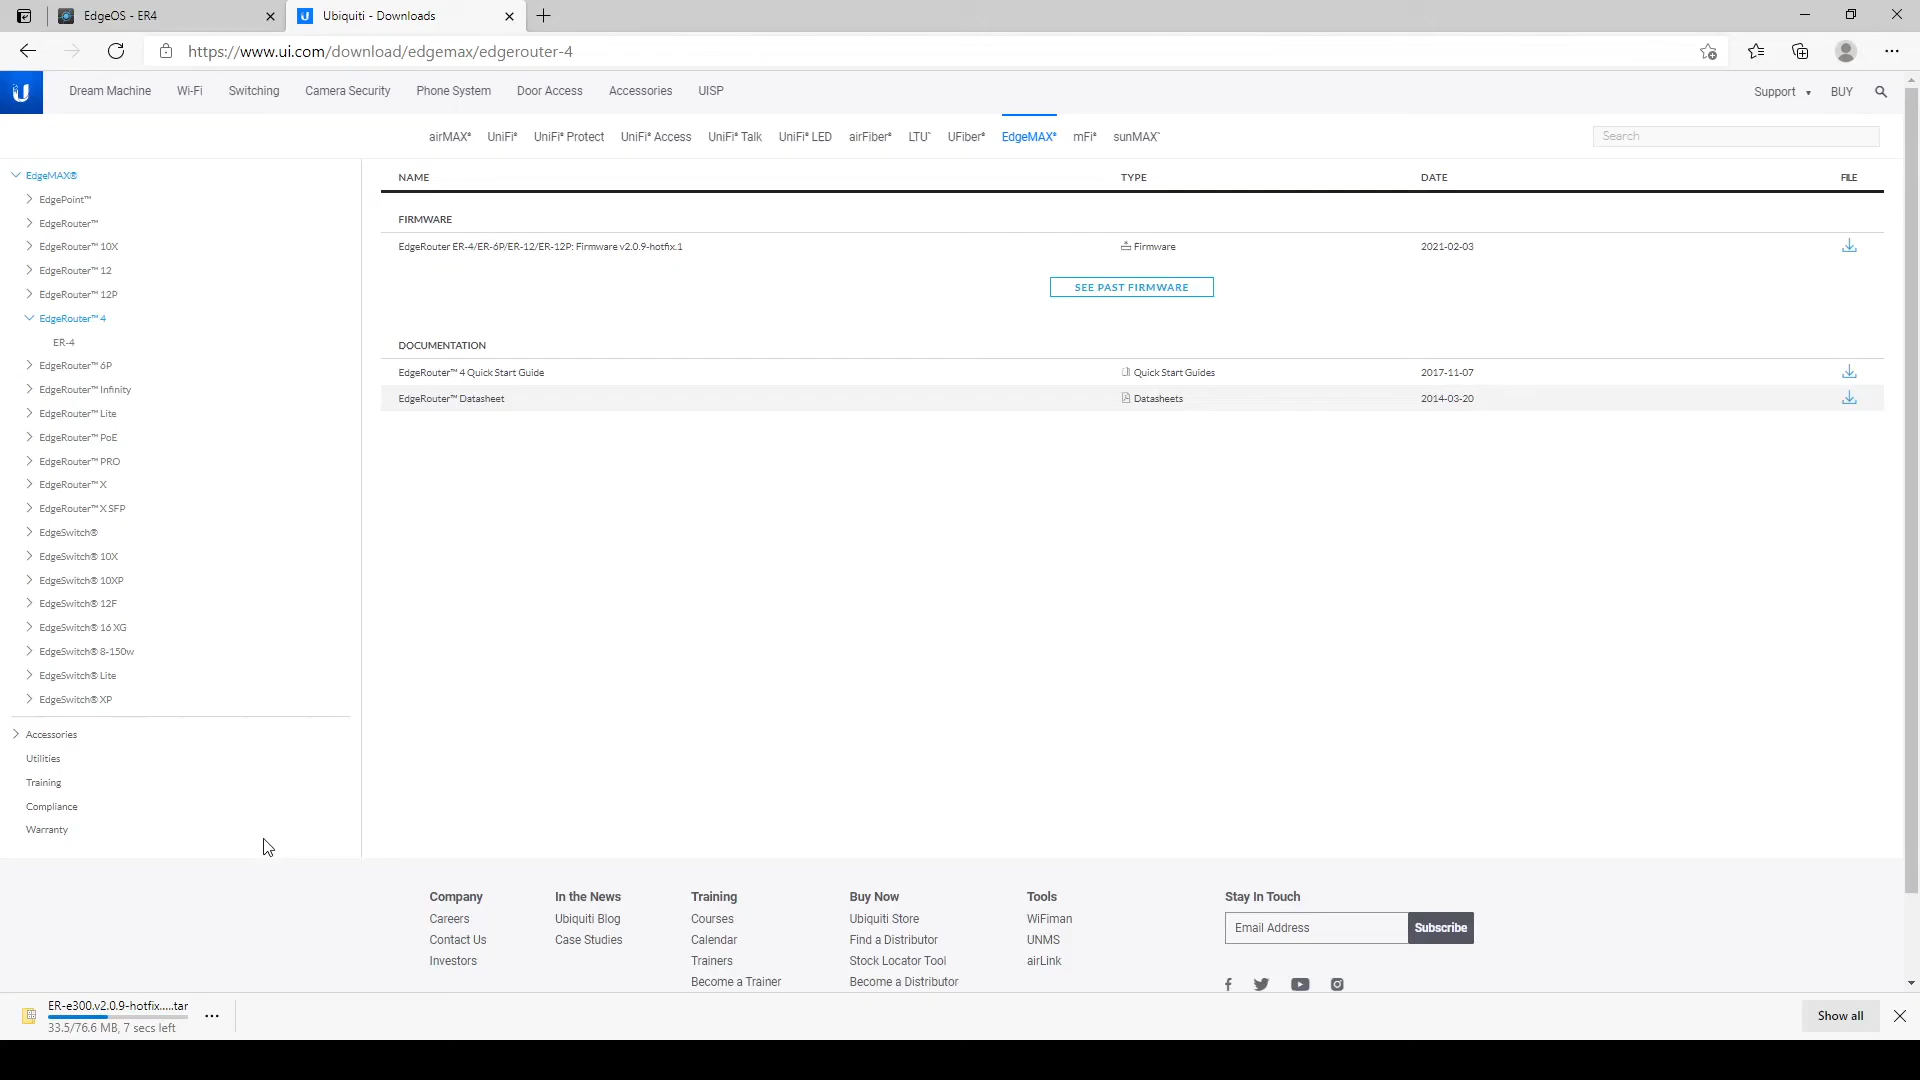 EdgeOS - ER4
Ubiquiti - Downloads
https://www.ui.com/download/edgemax/edgerouter-4
U
Dream Machine
Wi-Fi
Switching
Camera Security
Phone System
Door Access
Accessories
UISP
Support
BUY
airMAX®
UniFi®
UniFi® Protect
UniFi® Access
UniFi® Talk
UniFi® LED
airFiber®
LTU™
UFiber®
EdgeMAX®
mFi®
sunMAX™
Search
EdgeMAX®
EdgePoint™
EdgeRouter™
EdgeRouter™ 10X
EdgeRouter™ 12
EdgeRouter™ 12P
EdgeRouter™ 4
ER-4
EdgeRouter™ 6P
EdgeRouter™ Infinity
EdgeRouter™ Lite
EdgeRouter™ PoE
EdgeRouter™ PRO
EdgeRouter™ X
EdgeRouter™ X SFP
EdgeSwitch®
EdgeSwitch® 10X
EdgeSwitch® 10XP
EdgeSwitch® 12F
EdgeSwitch® 16 XG
EdgeSwitch® 8-150w
EdgeSwitch® Lite
EdgeSwitch® XP
Accessories
Utilities
Training
Compliance
Warranty
NAME TYPE DATE FILE
FIRMWARE
EdgeRouter ER-4/ER-6P/ER-12/ER-12P: Firmware v2.0.9-hotfix.1 Firmware 2021-02-03
SEE PAST FIRMWARE
DOCUMENTATION
EdgeRouter™ 4 Quick Start Guide Quick Start Guides 2017-11-07
EdgeRouter™ Datasheet Datasheets 2014-03-20
Company
Careers
Contact Us
Investors
In the News
Ubiquiti Blog
Case Studies
Training
Courses
Calendar
Trainers
Become a Trainer
Buy Now
Ubiquiti Store
Find a Distributor
Stock Locator Tool
Become a Distributor
Tools
WiFiman
UNMS
airLink
Stay In Touch
Email Address
Subscribe
ER-e300.v2.0.9-hotfix.....tar
33.5/76.6 MB, 7 secs left
Show all